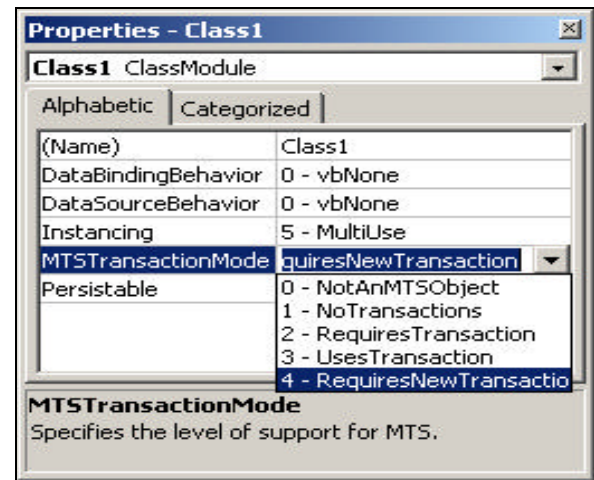 Properties - Class1
Class1 ClassModule
Alphabetic Categorized
(Name) Class1
DataBindingBehavior 0 - vbNone
DataSourceBehavior 0 - vbNone
Instancing 5 - MultiUse
MTSTransactionMode quiresNewTransaction
Persistable
0 - NotAnMTSObject
1 - NoTransactions
2 - RequiresTransaction
3 - UsesTransaction
4 - RequiresNewTransactio
MTSTransactionMode
Specifies the level of support for MTS.